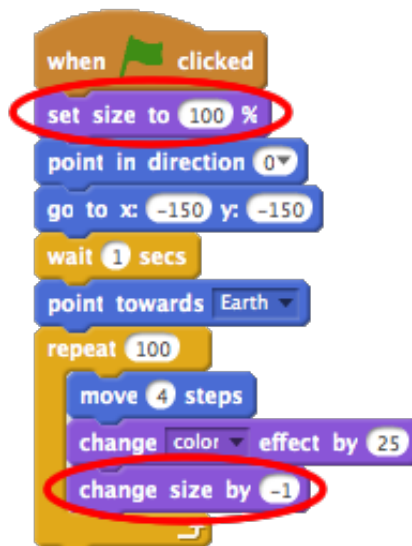 when clicked
set size to 100 %
point in direction 0
go to x: -150 y: -150
wait 1 secs
point towards Earth
repeat 100
move 4 steps
change color effect by 25
change size by -1